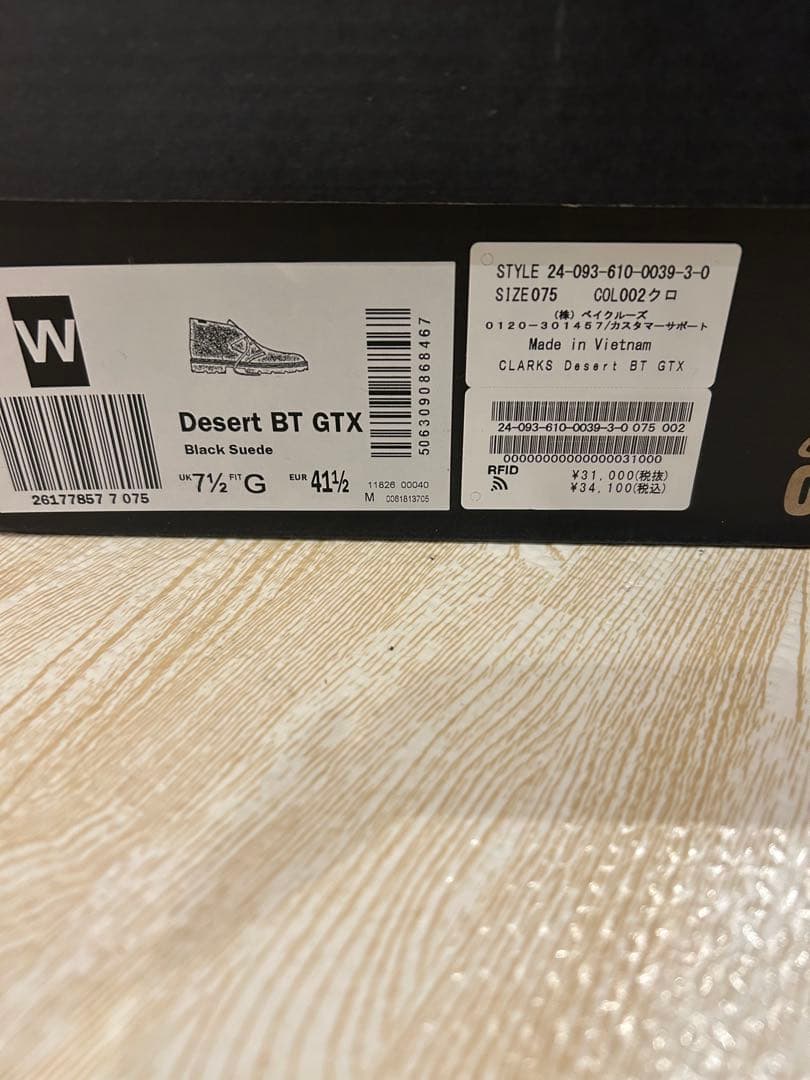 W
26177857 7 075
Desert BT GTX
Black Suede
UK 7½ FIT G EUR 41½
11826 00040
M 0061813705
5063090868467
STYLE 24-093-610-0039-3-0
SIZE075 COL002クロ
(株) ベイクルーズ
0120-301457/カスタマーサポート
Made in Vietnam
CLARKS Desert BT GTX
24-093-610-0039-3-0 075 002
00000000000000031000
RFID
¥31,000(税抜)
¥34,100(税込)